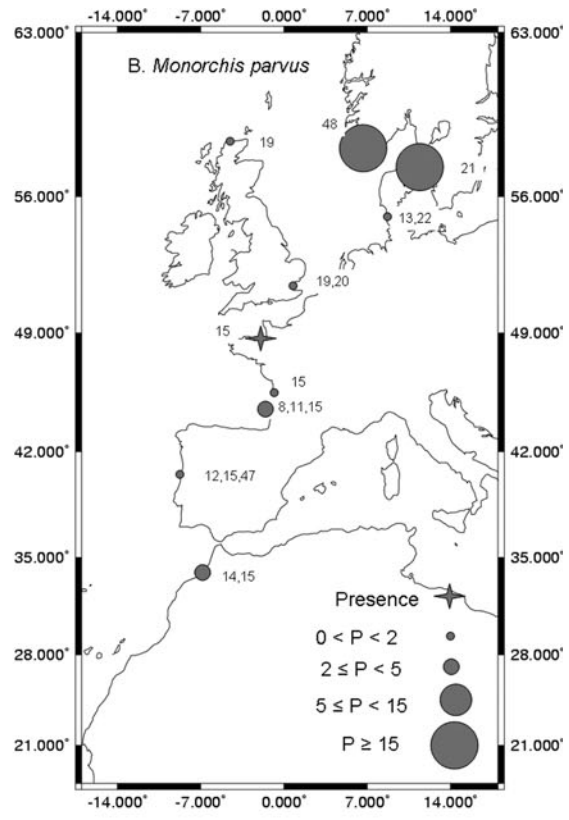 -14.000° -7.000° 0.000° 7.000° 14.000°
63.000° 63.000°
B. Monorchis parvus
48
19
21
56.000° 56.000°
13,22
19,20
15
49.000° 49.000°
15
8,11,15
42.000° 42.000°
12,15,47
35.000° 35.000°
14,15
Presence
0 < P < 2
28.000° 28.000°
2 ≤ P < 5
5 ≤ P < 15
21.000° 21.000°
P ≥ 15
-14.000° -7.000° 0.000° 7.000° 14.000°